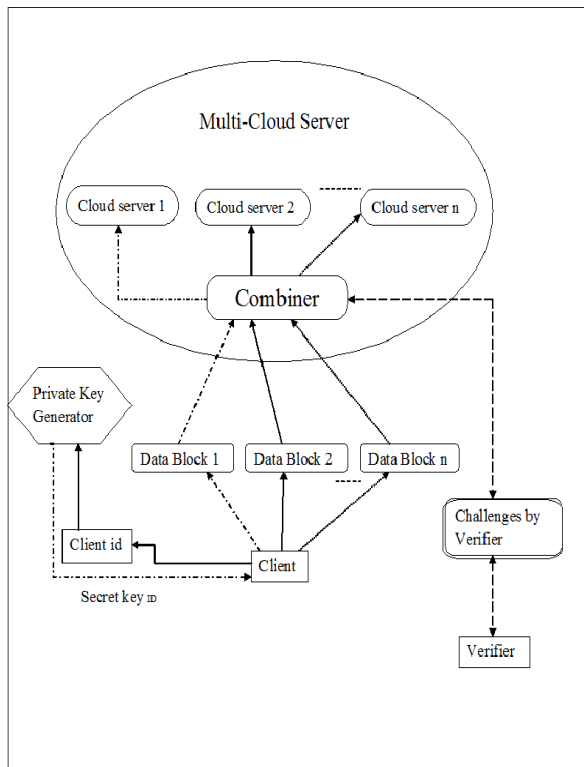 Multi-Cloud Server
Cloud server 1
Cloud server 2
Cloud server n
Combiner
Private Key
Generator
Data Block 1
Data Block 2
Data Block n
Challenges by
Verifier
Client id
Client
Secret key ID
Verifier